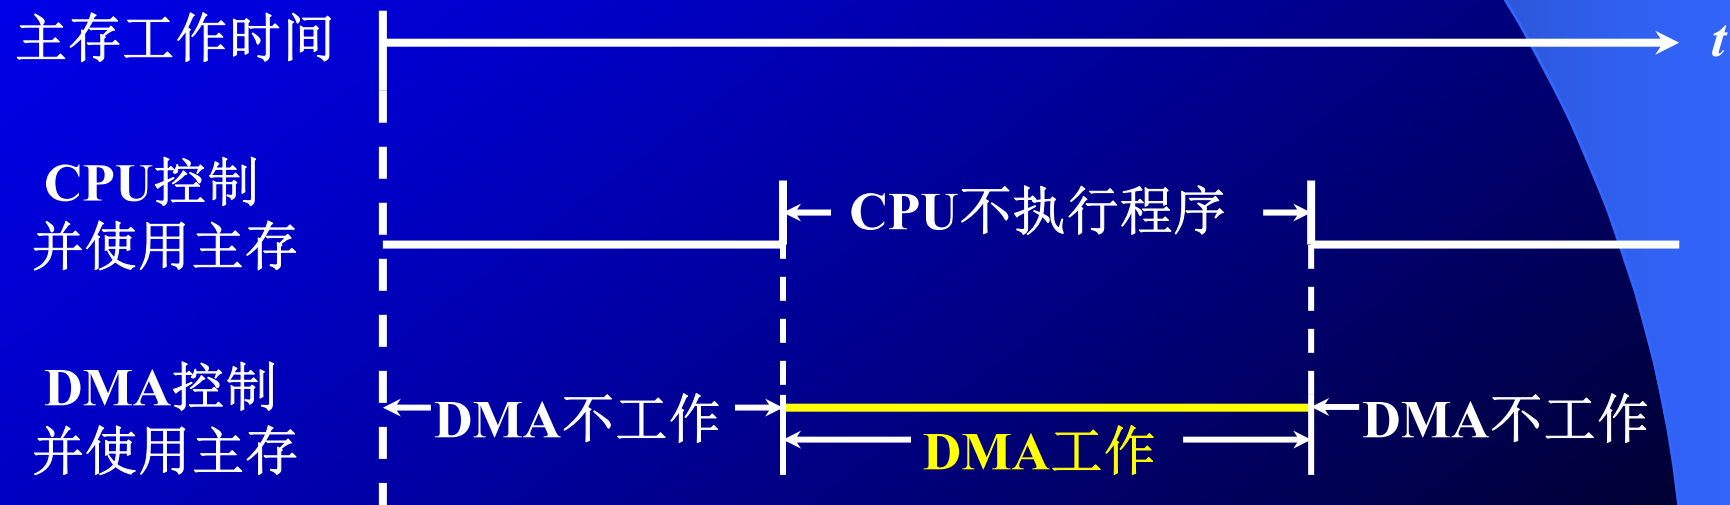 主存工作时间
t
CPU控制
并使用主存
CPU不执行程序
DMA控制
并使用主存
DMA不工作
DMA工作
DMA不工作